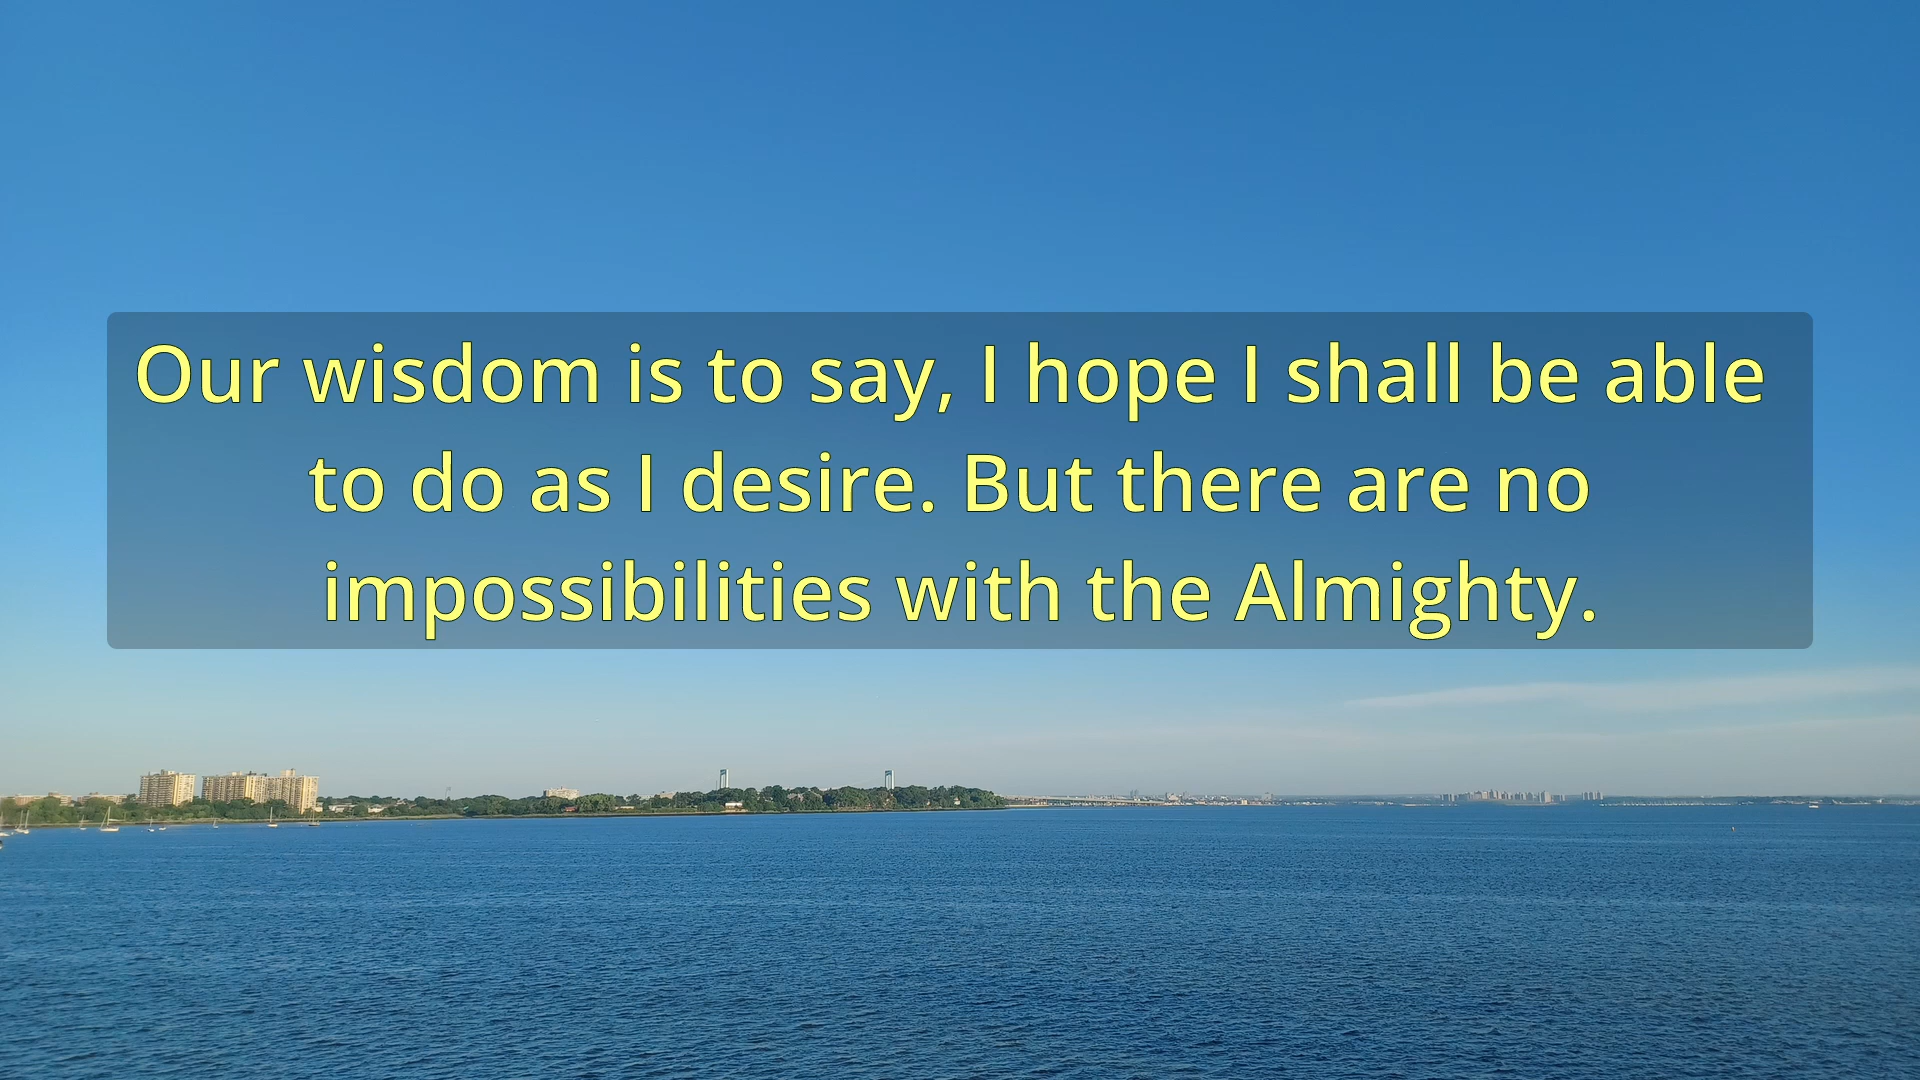 Our wisdom is to say, I hope I shall be able
to do as I desire. But there are no
impossibilities with the Almighty.